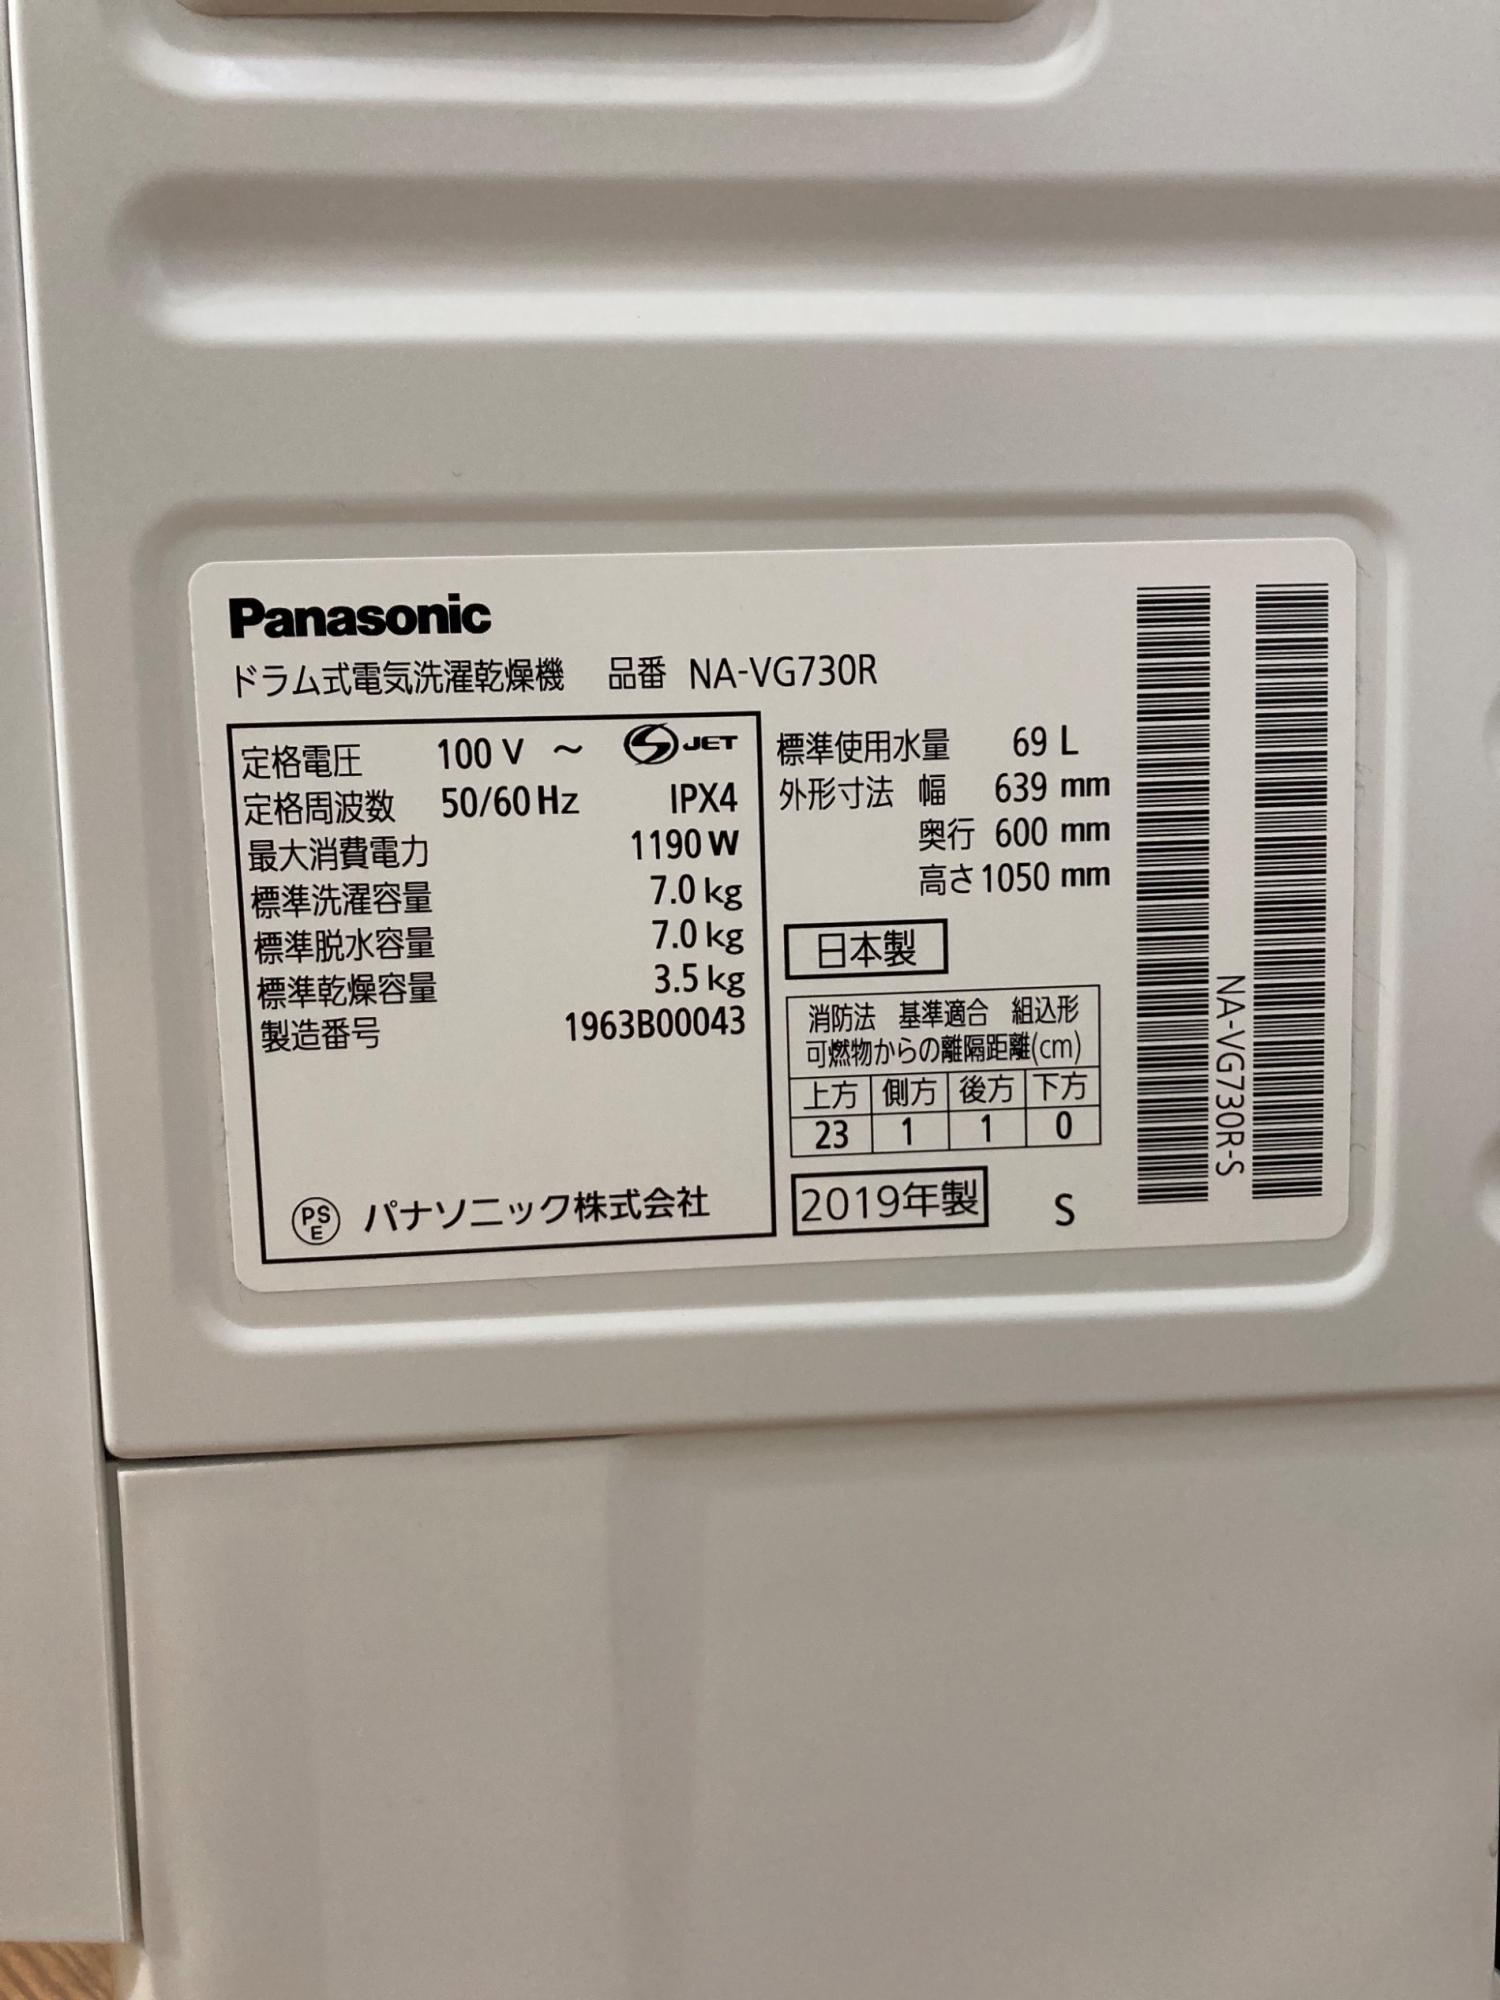 Panasonic
ドラム式電気洗濯乾燥機 品番 NA-VG730R
定格電圧 100 V ～ S JET
定格周波数 50/60 Hz IPX4
最大消費電力 1190 W
標準洗濯容量 7.0 kg
標準脱水容量 7.0 kg
標準乾燥容量 3.5 kg
製造番号 1963B00043
PS E パナソニック株式会社
標準使用水量 69 L
外形寸法 幅 639 mm
奥行 600 mm
高さ 1050 mm
日本製
消防法 基準適合 組込形
可燃物からの離隔距離(cm)
上方 側方 後方 下方
23 1 1 0
2019年製 S
NA-VG730R-S